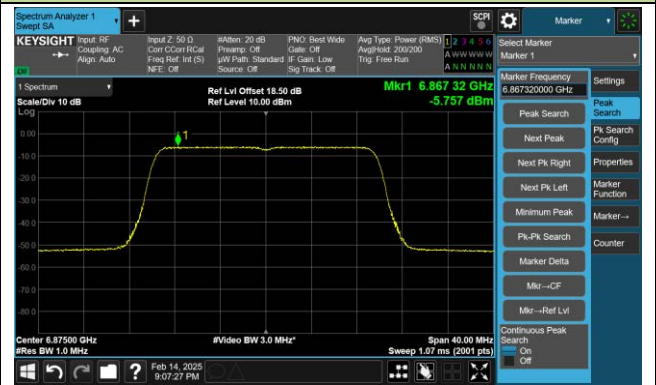 Spectrum Analyzer 1
Swept SA
SCPI
Marker
KEYSIGHT
Input: RF
Coupling: AC
Align: Auto
Input Z: 50 Ω
Corr CCorr RCal
Freq Ref: Int (S)
NFE: Off
#Atten: 20 dB
Preamp: Off
µW Path: Standard
Source: Off
PNO: Best Wide
Gate: Off
IF Gain: Low
Sig Track: Off
Avg Type: Power (RMS)
Avg|Hold: 200/200
Trig: Free Run
1 2 3 4 5 6
A W W W W W
A N N N N N
Select Marker
Marker 1
1 Spectrum
Scale/Div 10 dB
Log
Ref Lvl Offset 18.50 dB
Ref Level 10.00 dBm
Mkr1 6.867 32 GHz
-5.757 dBm
1
0.00
-10.0
-20.0
-30.0
-40.0
-50.0
-60.0
-70.0
-80.0
Center 6.87500 GHz
#Res BW 1.0 MHz
#Video BW 3.0 MHz*
Span 40.00 MHz
Sweep 1.07 ms (2001 pts)
Marker Frequency
6.867320000 GHz
Peak Search
Next Peak
Next Pk Right
Next Pk Left
Minimum Peak
Pk-Pk Search
Marker Delta
Mkr→CF
Mkr→Ref Lvl
Continuous Peak
Search
On
Off
Settings
Peak
Search
Pk Search
Config
Properties
Marker
Function
Marker→
Counter
?
Feb 14, 2025
9:07:27 PM